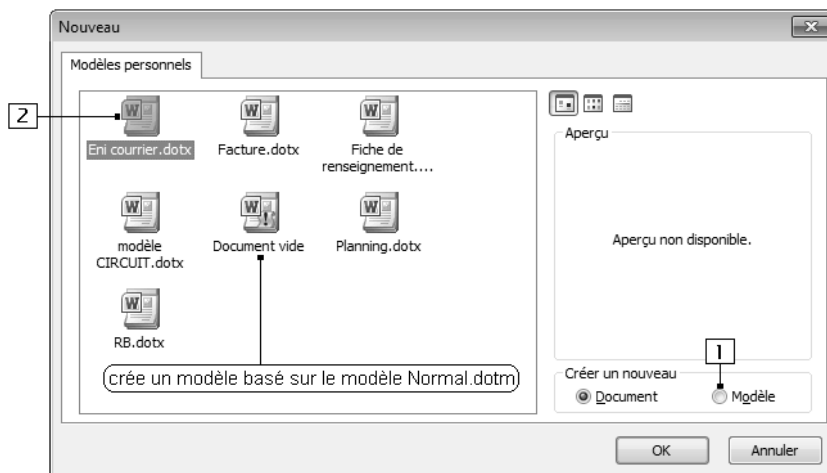 Nouveau
Modèles personnels
2
Eni courrier.dotx
Facture.dotx
Fiche de
renseignement....
modèle
CIRCUIT.dotx
Document vide
Planning.dotx
RB.dotx
crée un modèle basé sur le modèle Normal.dotm
Aperçu
Aperçu non disponible.
1
Créer un nouveau
Document
Modèle
OK
Annuler